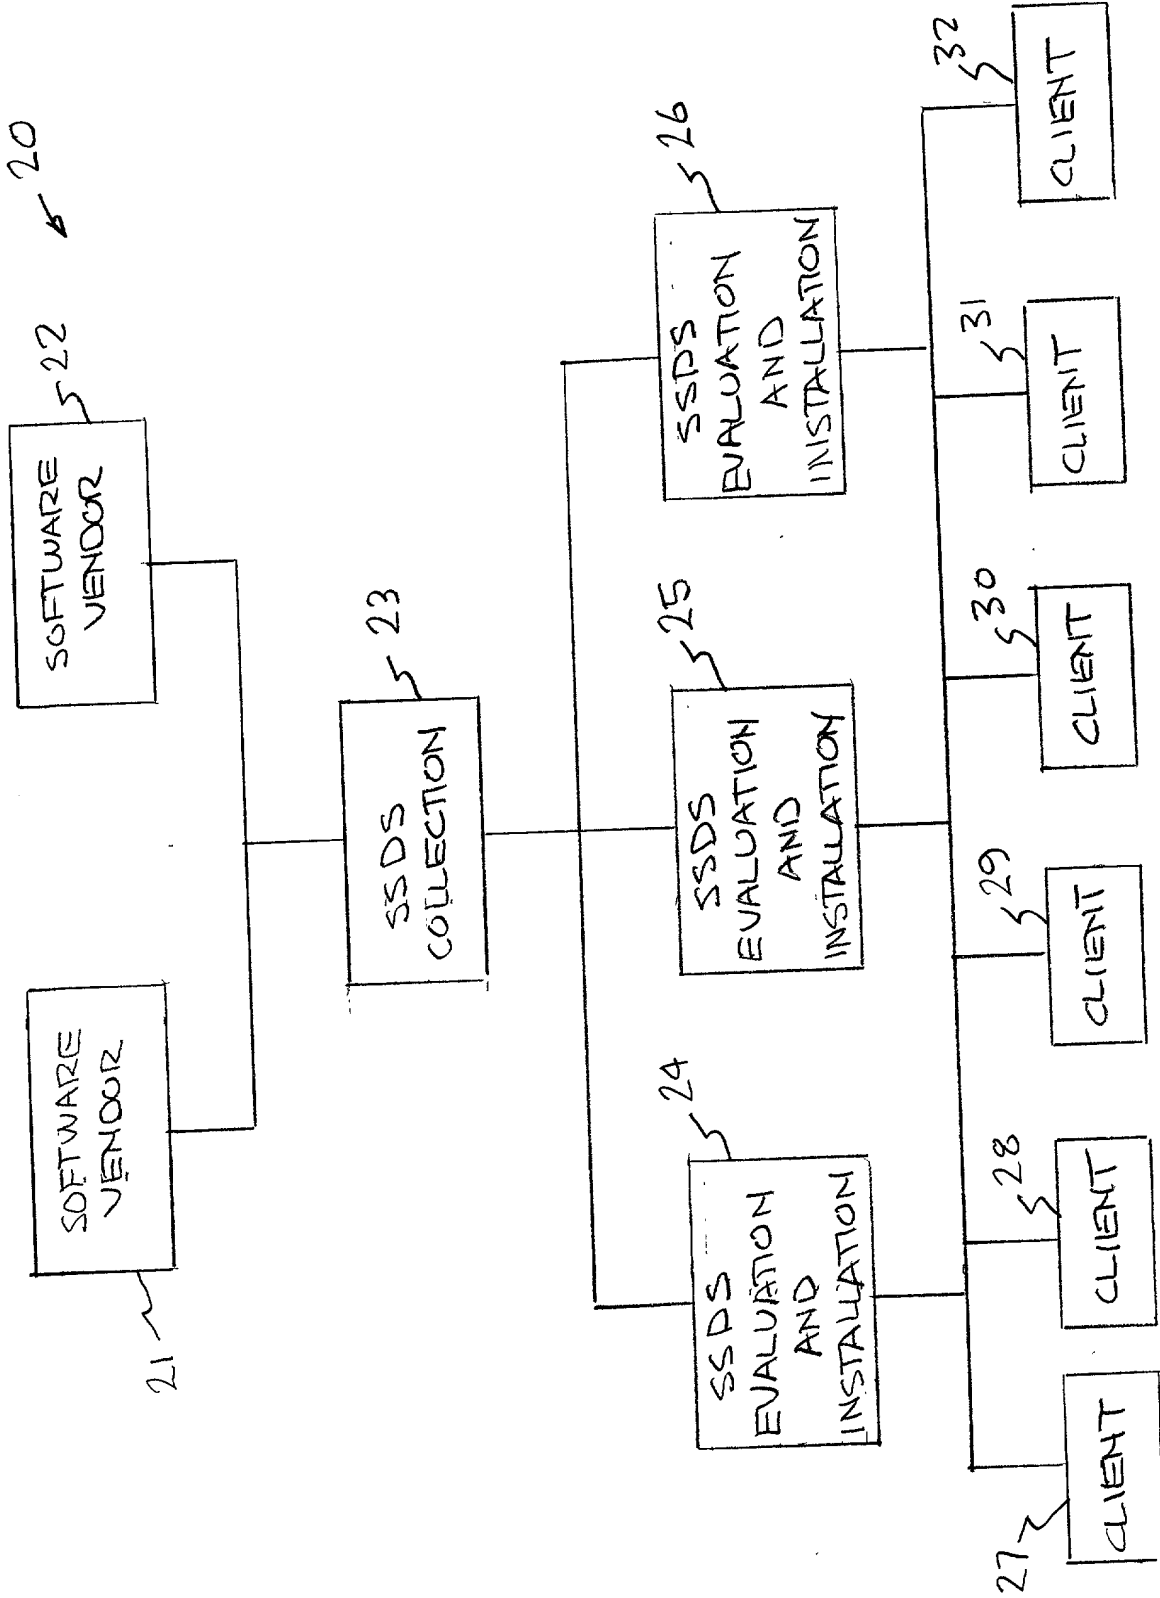 20
SOFTWARE
VENDOR
21
SOFTWARE
VENDOR
22
SSDS
COLLECTION
23
SSDS
EVALUATION
AND
INSTALLATION
24
SSDS
EVALUATION
AND
INSTALLATION
25
SSDS
EVALUATION
AND
INSTALLATION
26
CLIENT
27
CLIENT
28
CLIENT
29
CLIENT
30
CLIENT
31
CLIENT
32